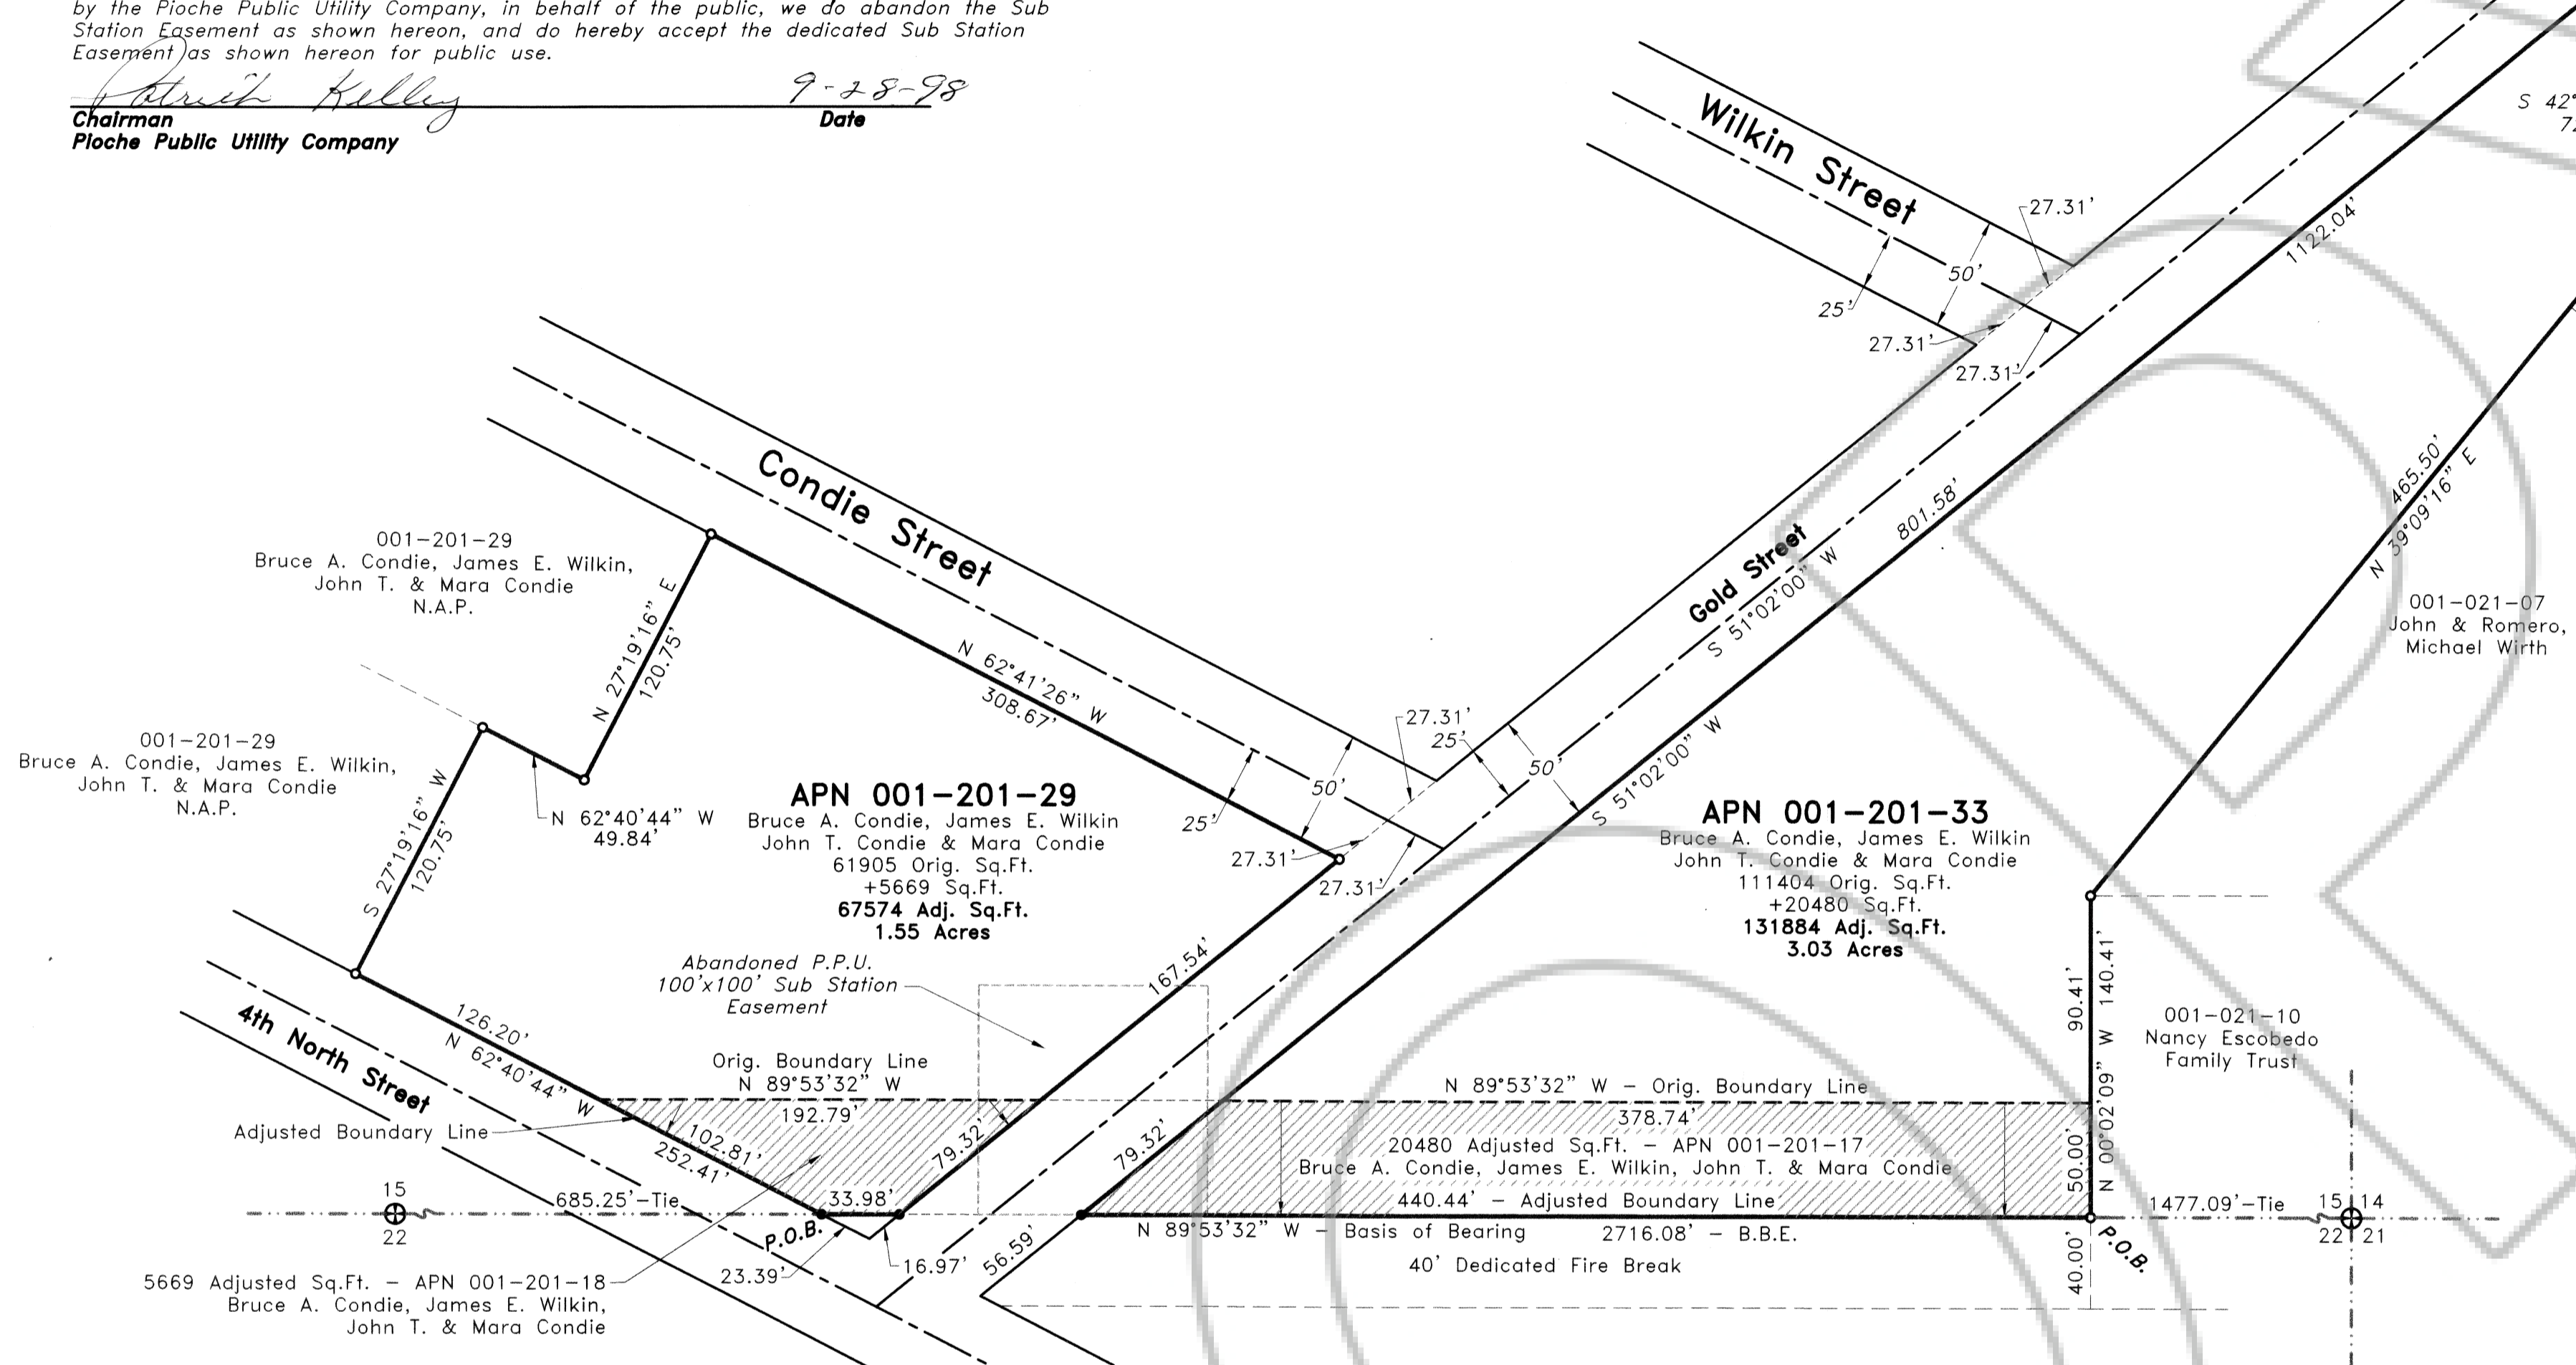 by the Pioche Public Utility Company, in behalf of the public, we do abandon the Sub
Station Easement as shown hereon, and do hereby accept the dedicated Sub Station
Easement as shown hereon for public use.
Patrick Kelley
9-28-98
Chairman
Date
Pioche Public Utility Company
Wilkin Street
27.31'
50'
25'
27.31'
27.31'
1122.04'
S 42°
Condie Street
Gold Street
S 51°02'00" W
801.58'
465.50'
N 39°09'16" E
001-021-07
John & Romero,
Michael Wirth
001-201-29
Bruce A. Condie, James E. Wilkin,
John T. & Mara Condie
N.A.P.
N 27°19'16" E
120.75'
N 62°41'26" W
308.67'
27.31'
25'
50'
S 51°02'00" W
50'
25'
27.31'
27.31'
001-201-29
Bruce A. Condie, James E. Wilkin,
John T. & Mara Condie
N.A.P.
S 27°19'16" W
120.75'
N 62°40'44" W
49.84'
APN 001-201-29
Bruce A. Condie, James E. Wilkin
John T. Condie & Mara Condie
61905 Orig. Sq.Ft.
+5669 Sq.Ft.
67574 Adj. Sq.Ft.
1.55 Acres
APN 001-201-33
Bruce A. Condie, James E. Wilkin
John T. Condie & Mara Condie
111404 Orig. Sq.Ft.
+20480 Sq.Ft.
131884 Adj. Sq.Ft.
3.03 Acres
Abandoned P.P.U.
100'x100' Sub Station
Easement
167.54'
90.41'
N 00°02'09" W 140.41'
001-021-10
Nancy Escobedo
Family Trust
4th North Street
126.20'
N 62°40'44" W
Orig. Boundary Line
N 89°53'32" W
192.79'
Adjusted Boundary Line
102.81'
252.41'
79.32'
79.32'
N 89°53'32" W - Orig. Boundary Line
378.74'
20480 Adjusted Sq.Ft. - APN 001-201-17
Bruce A. Condie, James E. Wilkin, John T. & Mara Condie
440.44' - Adjusted Boundary Line
50.00'
15
22
685.25'-Tie
33.98'
P.O.B.
23.39'
16.97'
56.59'
N 89°53'32" W - Basis of Bearing 2716.08' - B.B.E.
40' Dedicated Fire Break
40.00'
P.O.B.
1477.09'-Tie
15 14
22 21
5669 Adjusted Sq.Ft. - APN 001-201-18
Bruce A. Condie, James E. Wilkin,
John T. & Mara Condie